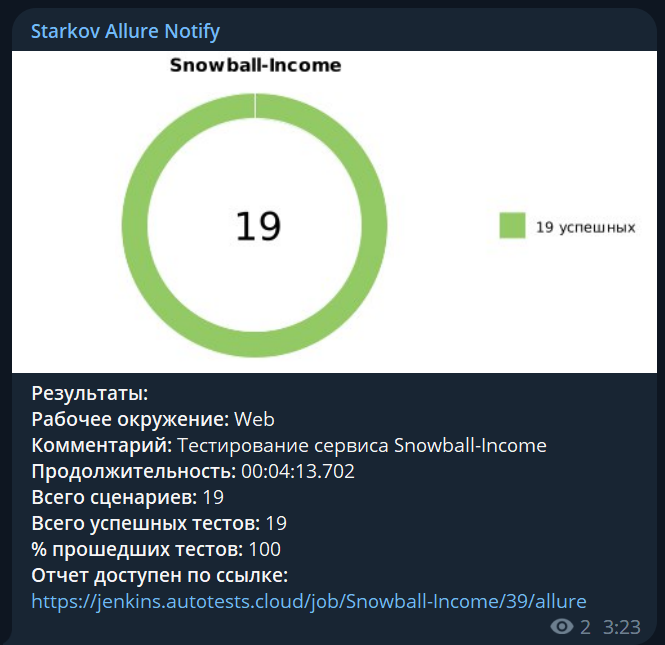 Starkov Allure Notify
Snowball-Income
19
19 успешных
Результаты:
Рабочее окружение: Web
Комментарий: Тестирование сервиса Snowball-Income
Продолжительность: 00:04:13.702
Всего сценариев: 19
Всего успешных тестов: 19
% прошедших тестов: 100
Отчет доступен по ссылке:
https://jenkins.autotests.cloud/job/Snowball-Income/39/allure
2 3:23